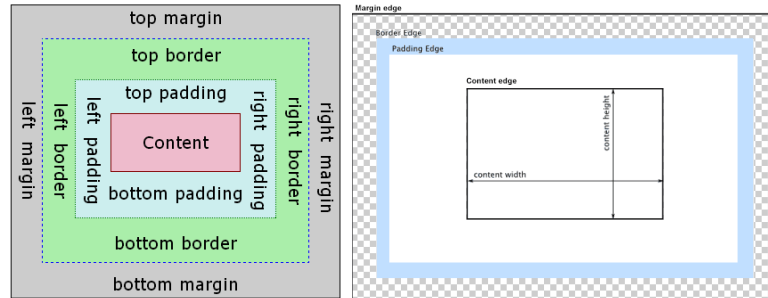 top margin
top border
top padding
left margin
left border
left padding
Content
right padding
right border
right margin
bottom padding
bottom border
bottom margin
Margin edge
Border Edge
Padding Edge
Content edge
content height
content width